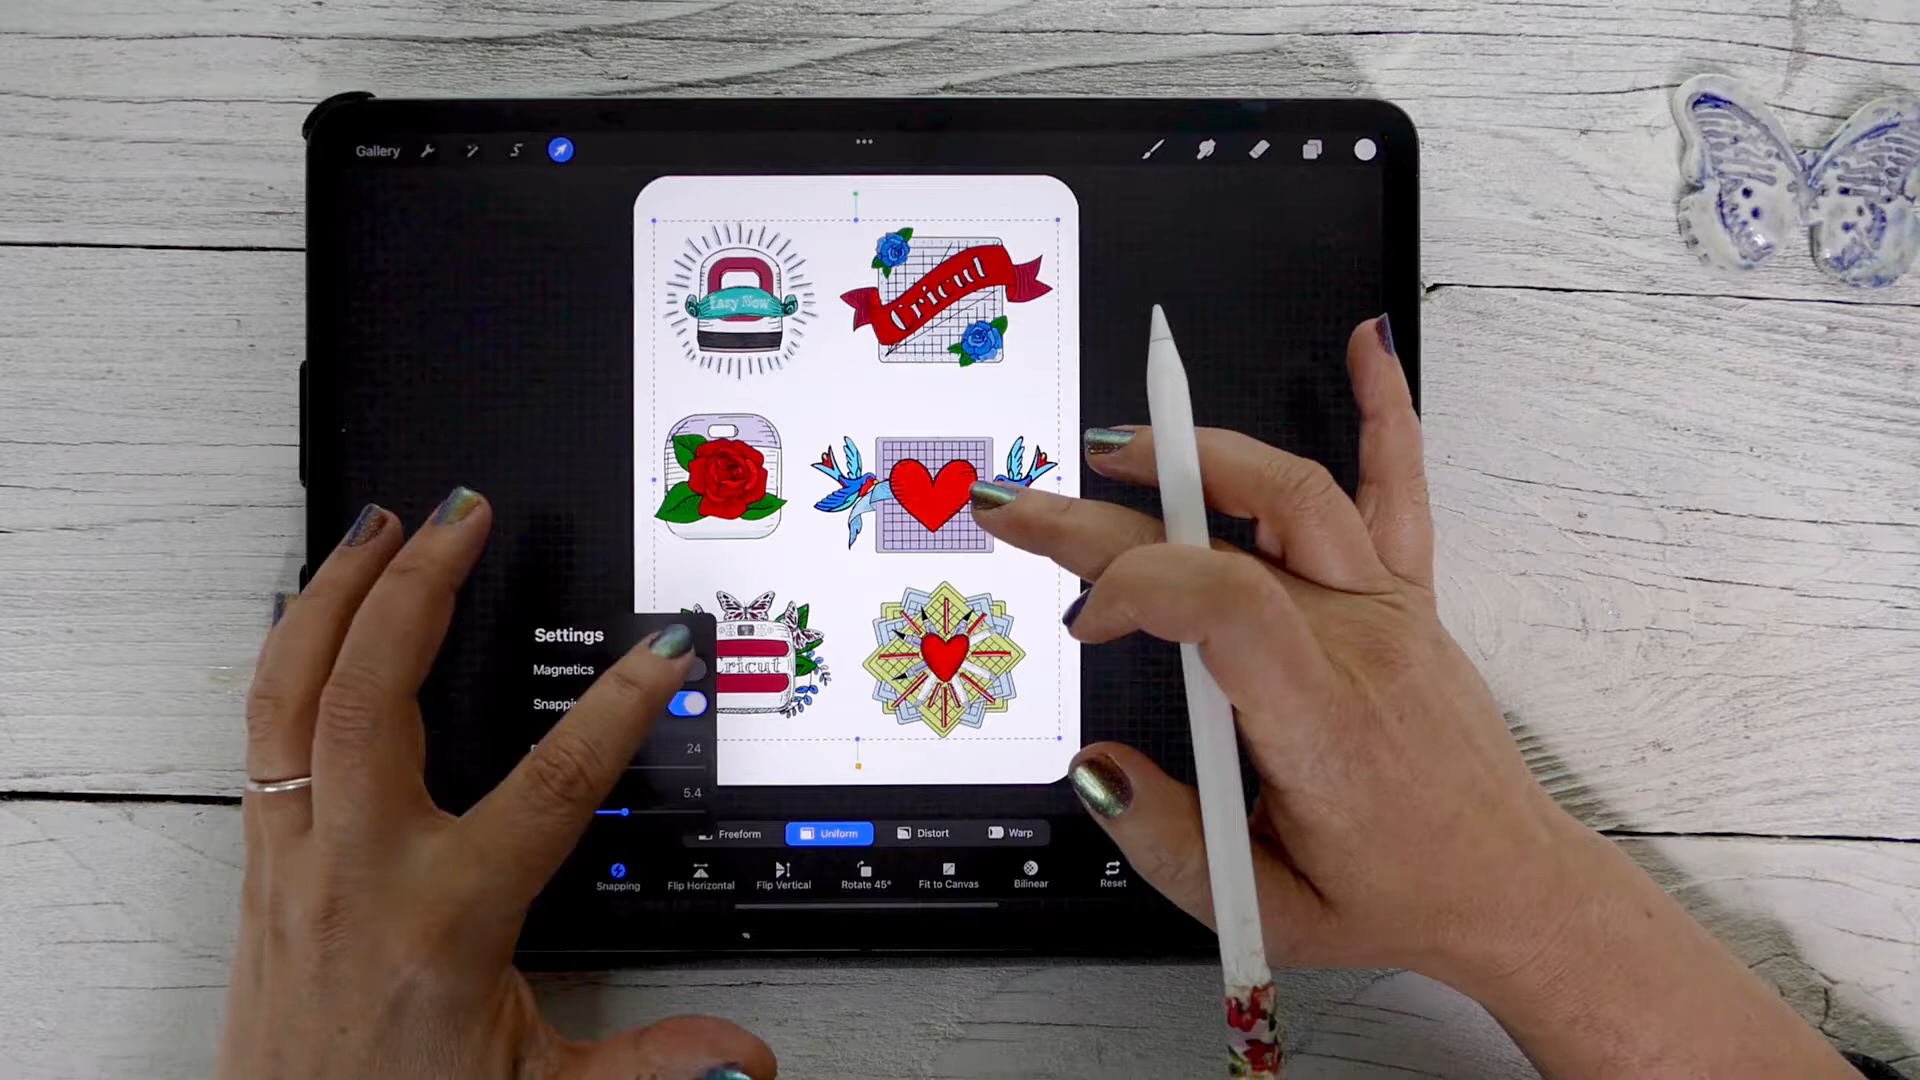 Gallery
Easy Now
Cricut
Settings
Magnetics
24
5.4
Cricut
Freeform
Uniform
Distort
Warp
Snapping
Flip Horizontal
Flip Vertical
Rotate 45°
Fit to Canvas
Bilinear
Reset